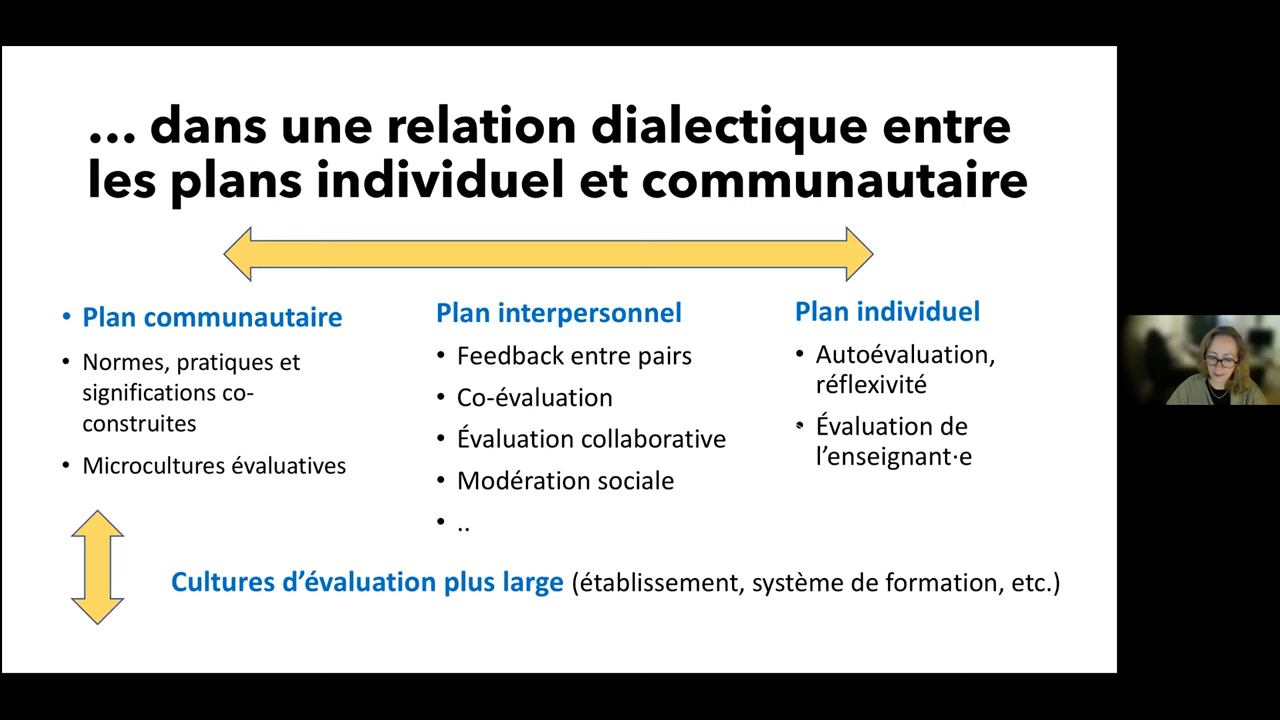 ... dans une relation dialectique entre
les plans individuel et communautaire
• Plan communautaire
• Normes, pratiques et
significations co-
construites
• Microcultures évaluatives
Plan interpersonnel
• Feedback entre pairs
• Co-évaluation
• Évaluation collaborative
• Modération sociale
• ..
Plan individuel
• Autoévaluation,
réflexivité
• Évaluation de
l’enseignant·e
Cultures d’évaluation plus large (établissement, système de formation, etc.)